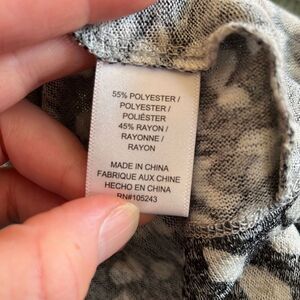 55% POLYESTER /
POLYESTER /
POLIÉSTER
45% RAYON /
RAYONNE /
RAYON
MADE IN CHINA
FABRIQUE AUX CHINE
HECHO EN CHINA
RN#105243